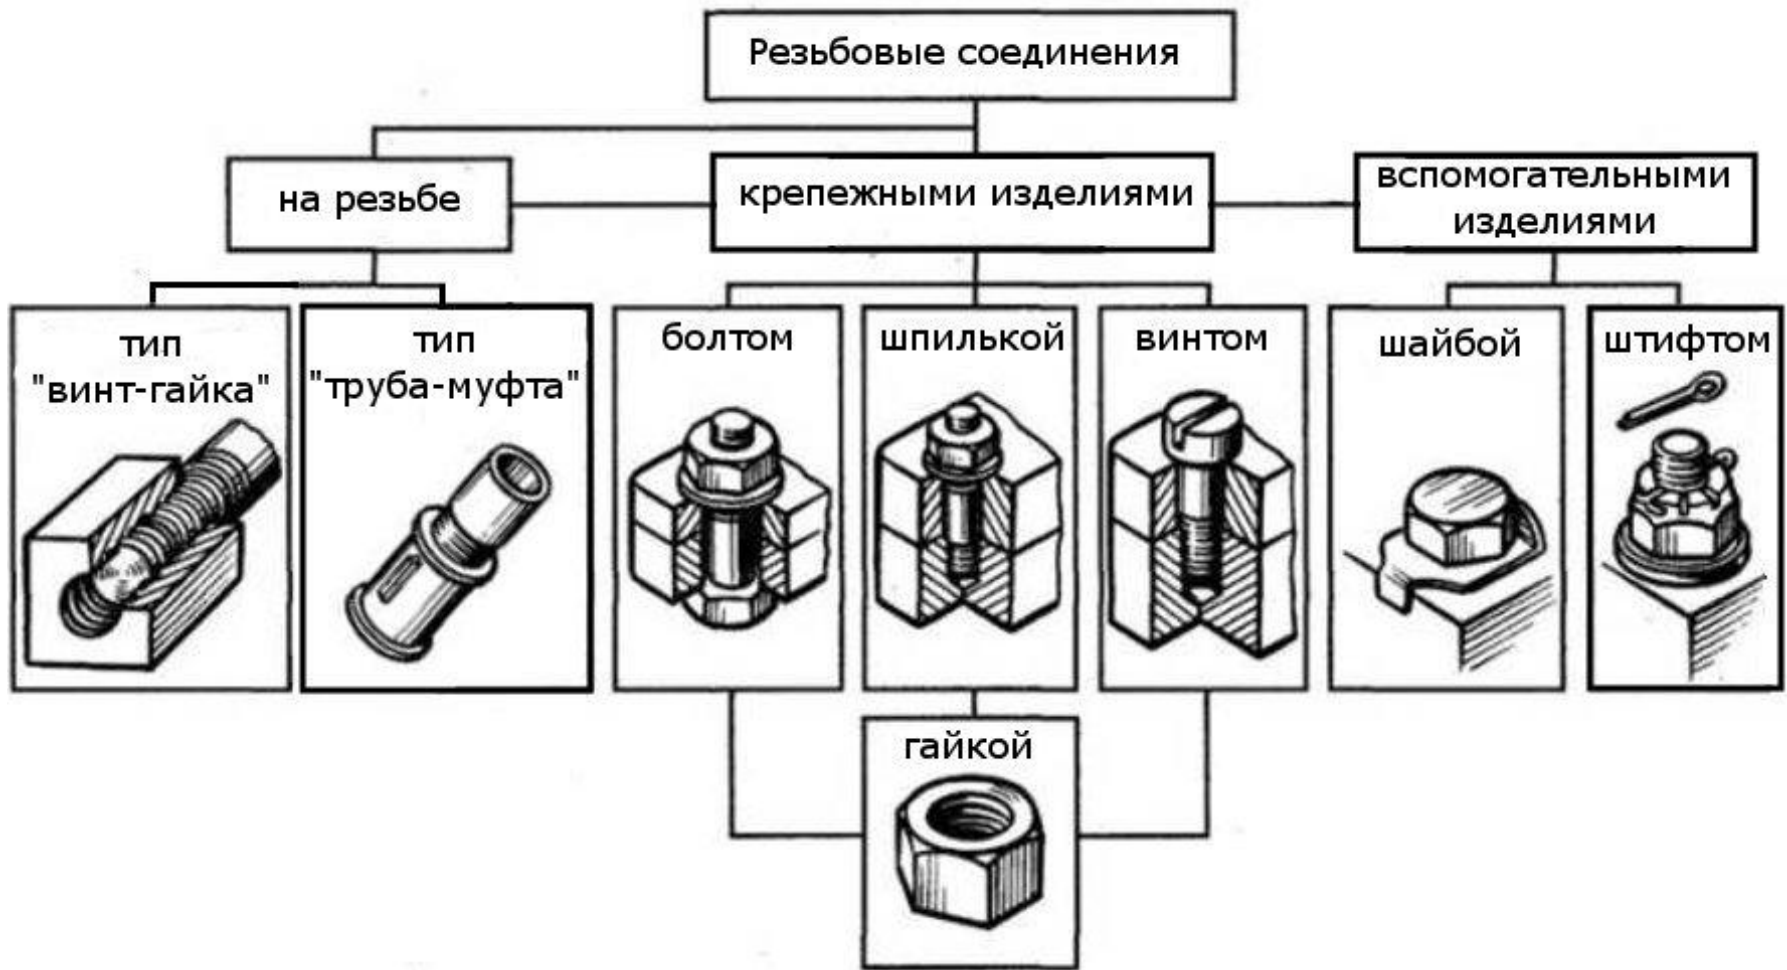 Резьбовые соединения
на резьбе
крепежными изделиями
вспомогательными
изделиями
тип
"винт-гайка"
тип
"труба-муфта"
болтом
шпилькой
винтом
шайбой
штифтом
гайкой